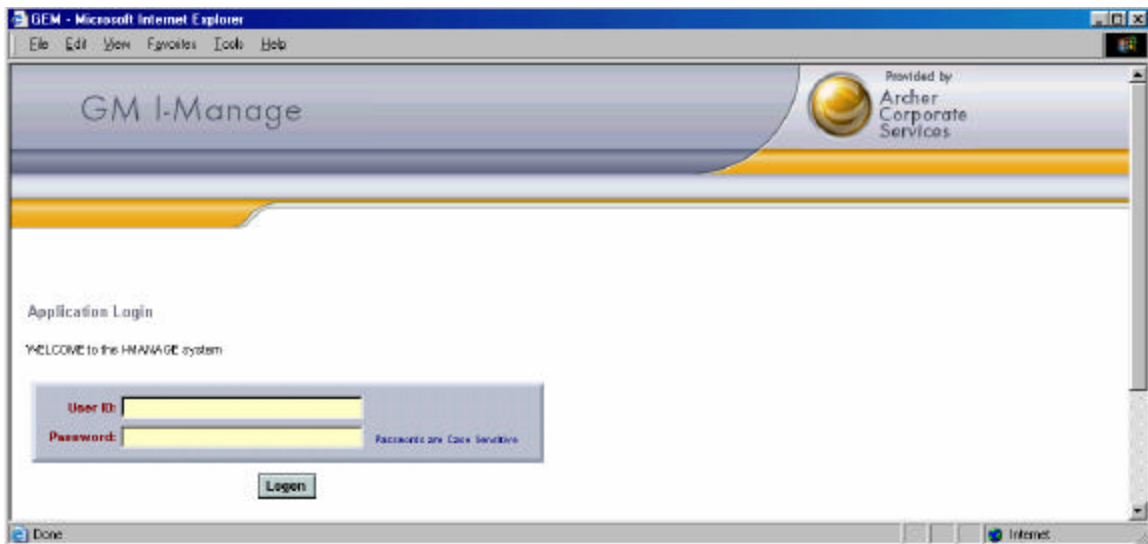 GEM - Microsoft Internet Explorer
File Edit View Favorites Tools Help
GM I-Manage
Provided by
Archer
Corporate
Services
Application Login
WELCOME to the I-MANAGE system
User ID:
Password:
Passwords are Case Sensitive
Logon
Done
Internet